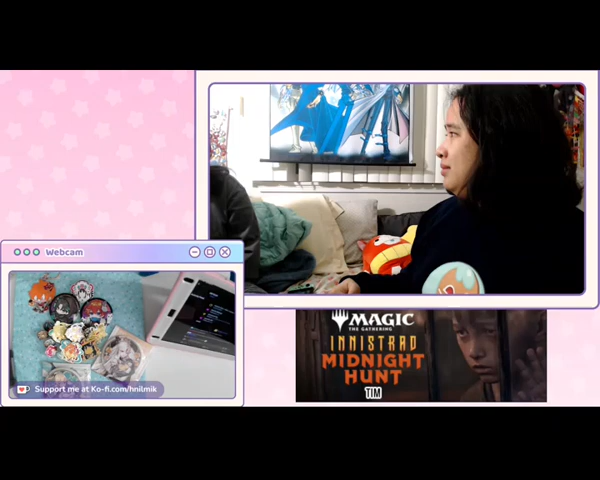 Webcam
Support me at Ko-fi.com/hnilmik
MAGIC
THE GATHERING
INNISTRAD
MIDNIGHT
HUNT
TIM